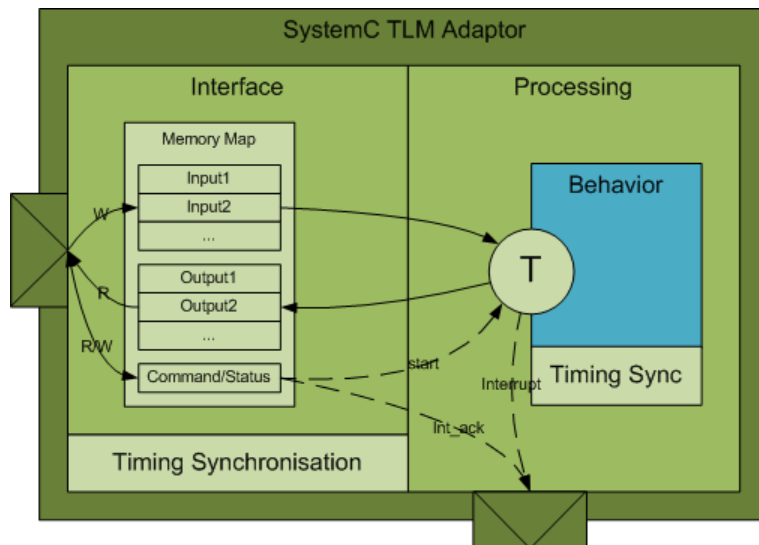 SystemC TLM Adaptor
Interface
Processing
Memory Map
Input1
Input2
...
Output1
Output2
...
Command/Status
W
R
R/W
Behavior
T
Timing Sync
start
Interrupt
Int_ack
Timing Synchronisation